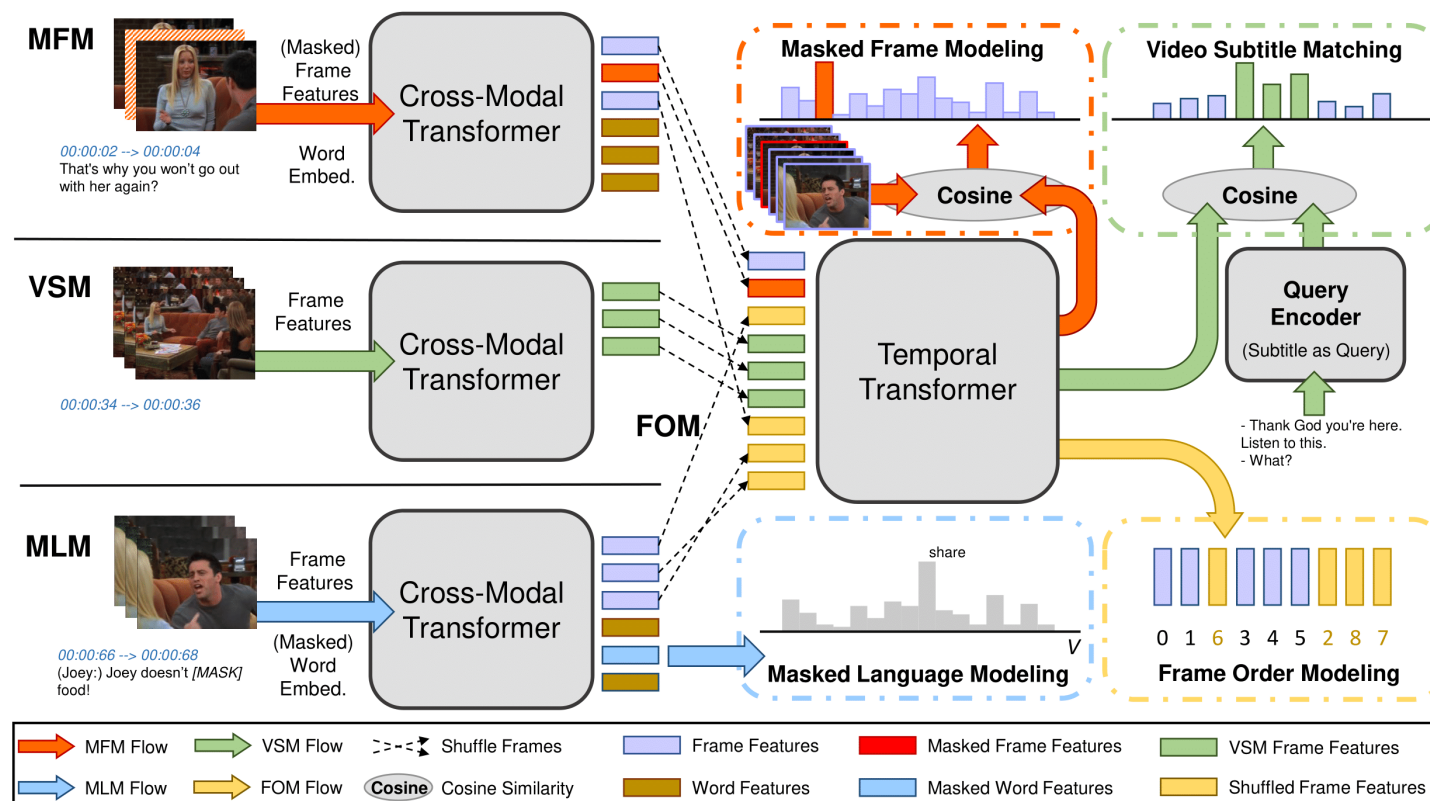 MFM
(Masked)
Frame
Features
Word
Embed.
00:00:02 --> 00:00:04
That's why you won't go out
with her again?
Cross-Modal
Transformer
VSM
Frame
Features
00:00:34 --> 00:00:36
Cross-Modal
Transformer
MLM
Frame
Features
(Masked)
Word
Embed.
00:00:66 --> 00:00:68
(Joey:) Joey doesn't [MASK]
food!
Cross-Modal
Transformer
FOM
Masked Frame Modeling
Cosine
Video Subtitle Matching
Cosine
Temporal
Transformer
Query
Encoder
(Subtitle as Query)
- Thank God you're here.
Listen to this.
- What?
share
V
Masked Language Modeling
0 1 6 3 4 5 2 8 7
Frame Order Modeling
MFM Flow
VSM Flow
Shuffle Frames
Frame Features
Masked Frame Features
VSM Frame Features
MLM Flow
FOM Flow
Cosine
Cosine Similarity
Word Features
Masked Word Features
Shuffled Frame Features